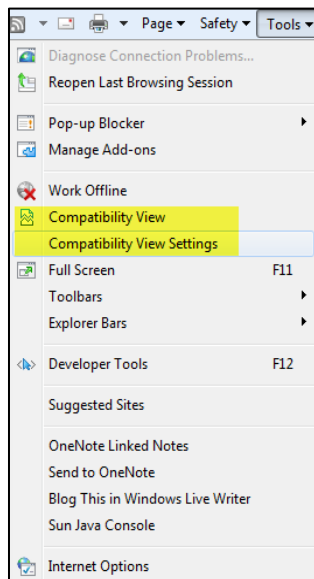 Page Safety Tools
Diagnose Connection Problems...
Reopen Last Browsing Session
Pop-up Blocker
Manage Add-ons
Work Offline
Compatibility View
Compatibility View Settings
Full Screen F11
Toolbars
Explorer Bars
Developer Tools F12
Suggested Sites
OneNote Linked Notes
Send to OneNote
Blog This in Windows Live Writer
Sun Java Console
Internet Options